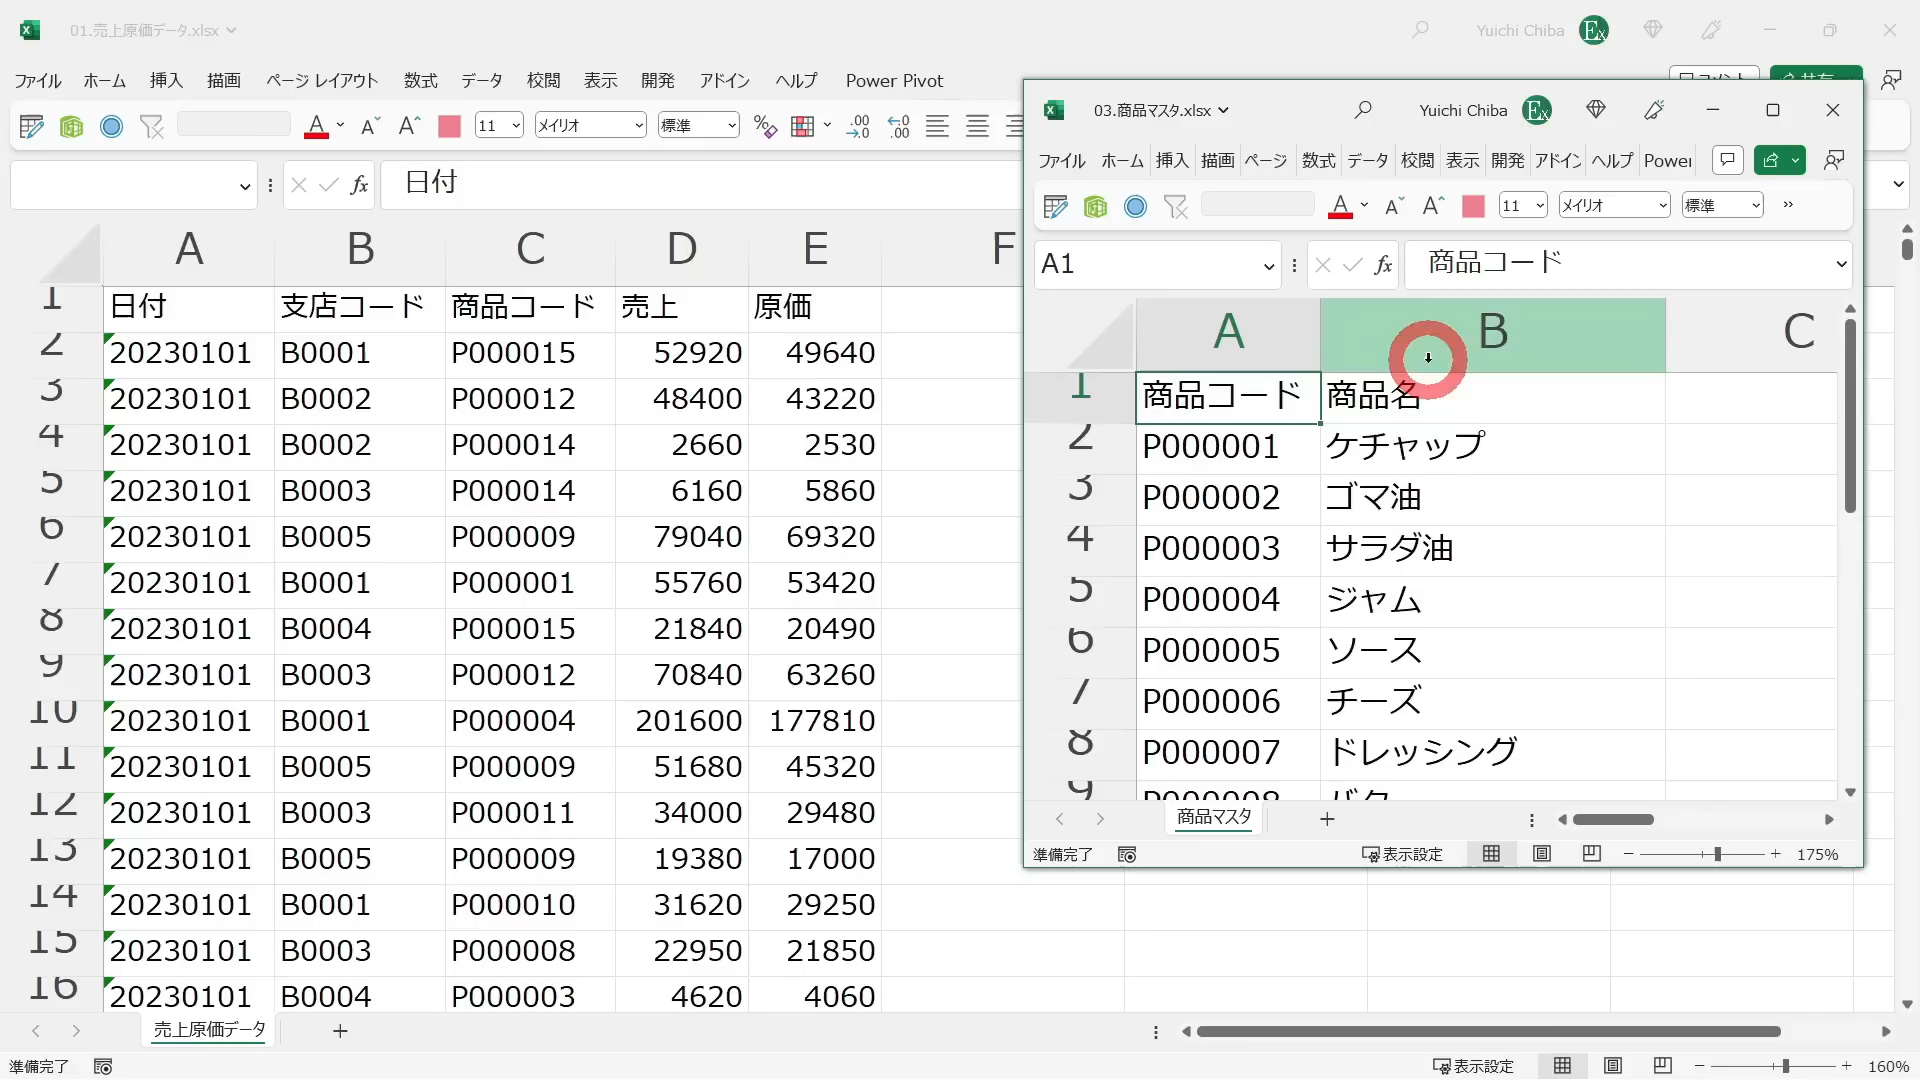 01.売上原価データ.xlsx
Yuichi Chiba
ファイル ホーム 挿入 描画 ページ レイアウト 数式 データ 校閲 表示 開発 アドイン ヘルプ Power Pivot
コメント 共有
11 メイリオ 標準
日付
A B C D E F
1 日付 支店コード 商品コード 売上 原価
2 20230101 B0001 P000015 52920 49640
3 20230101 B0002 P000012 48400 43220
4 20230101 B0002 P000014 2660 2530
5 20230101 B0003 P000014 6160 5860
6 20230101 B0005 P000009 79040 69320
7 20230101 B0001 P000001 55760 53420
8 20230101 B0004 P000015 21840 20490
9 20230101 B0003 P000012 70840 63260
10 20230101 B0001 P000004 201600 177810
11 20230101 B0005 P000009 51680 45320
12 20230101 B0003 P000011 34000 29480
13 20230101 B0005 P000009 19380 17000
14 20230101 B0001 P000010 31620 29250
15 20230101 B0003 P000008 22950 21850
16 20230101 B0004 P000003 4620 4060
売上原価データ
準備完了
表示設定 160%
03.商品マスタ.xlsx
Yuichi Chiba
ファイル ホーム 挿入 描画 ページ 数式 データ 校閲 表示 開発 アドイン ヘルプ Power
11 メイリオ 標準
A1 商品コード
A B C
1 商品コード 商品名
2 P000001 ケチャップ
3 P000002 ゴマ油
4 P000003 サラダ油
5 P000004 ジャム
6 P000005 ソース
7 P000006 チーズ
8 P000007 ドレッシング
9 P000008 バター
商品マスタ
準備完了
表示設定 175%